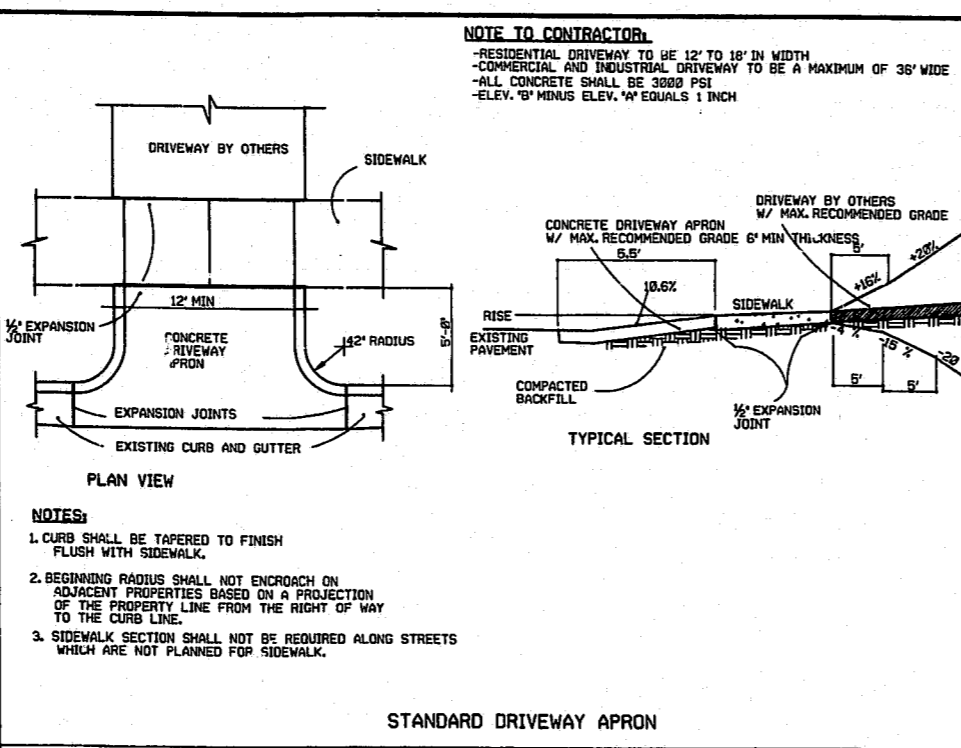 NOTE TO CONTRACTOR:
-RESIDENTIAL DRIVEWAY TO BE 12' TO 18' IN WIDTH
-COMMERCIAL AND INDUSTRIAL DRIVEWAY TO BE A MAXIMUM OF 36' WIDE
-ALL CONCRETE SHALL BE 3000 PSI
-ELEV. "B" MINUS ELEV. "A" EQUALS 1 INCH
DRIVEWAY BY OTHERS
SIDEWALK
12' MIN
½" EXPANSION
JOINT
CONCRETE
DRIVEWAY
APRON
42" RADIUS
5'-0"
EXPANSION JOINTS
EXISTING CURB AND GUTTER
PLAN VIEW
DRIVEWAY BY OTHERS
W/ MAX. RECOMMENDED GRADE
CONCRETE DRIVEWAY APRON
W/ MAX. RECOMMENDED GRADE 6" MIN THICKNESS
5.5'
5'
+20%
+16%
10.6%
SIDEWALK
RISE
EXISTING
PAVEMENT
-4 %
-15 %
-20
5'
5'
COMPACTED
BACKFILL
½" EXPANSION
JOINT
TYPICAL SECTION
NOTES:
1. CURB SHALL BE TAPERED TO FINISH
FLUSH WITH SIDEWALK.
2. BEGINNING RADIUS SHALL NOT ENCROACH ON
ADJACENT PROPERTIES BASED ON A PROJECTION
OF THE PROPERTY LINE FROM THE RIGHT OF WAY
TO THE CURB LINE.
3. SIDEWALK SECTION SHALL NOT BE REQUIRED ALONG STREETS
WHICH ARE NOT PLANNED FOR SIDEWALK.
STANDARD DRIVEWAY APRON